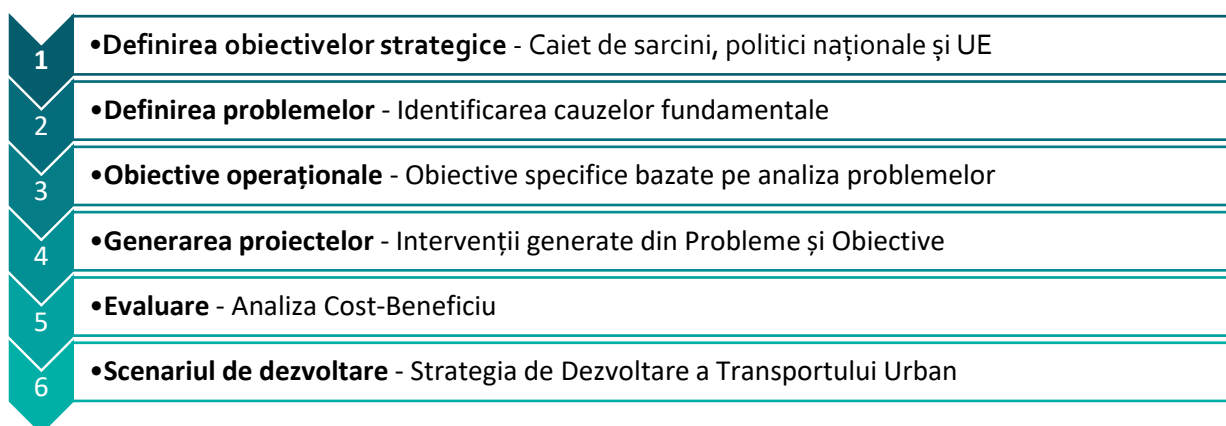 1 •Definirea obiectivelor strategice - Caiet de sarcini, politici naționale și UE
2 •Definirea problemelor - Identificarea cauzelor fundamentale
3 •Obiective operaționale - Obiective specifice bazate pe analiza problemelor
4 •Generarea proiectelor - Intervenții generate din Probleme și Obiective
5 •Evaluare - Analiza Cost-Beneficiu
6 •Scenariul de dezvoltare - Strategia de Dezvoltare a Transportului Urban